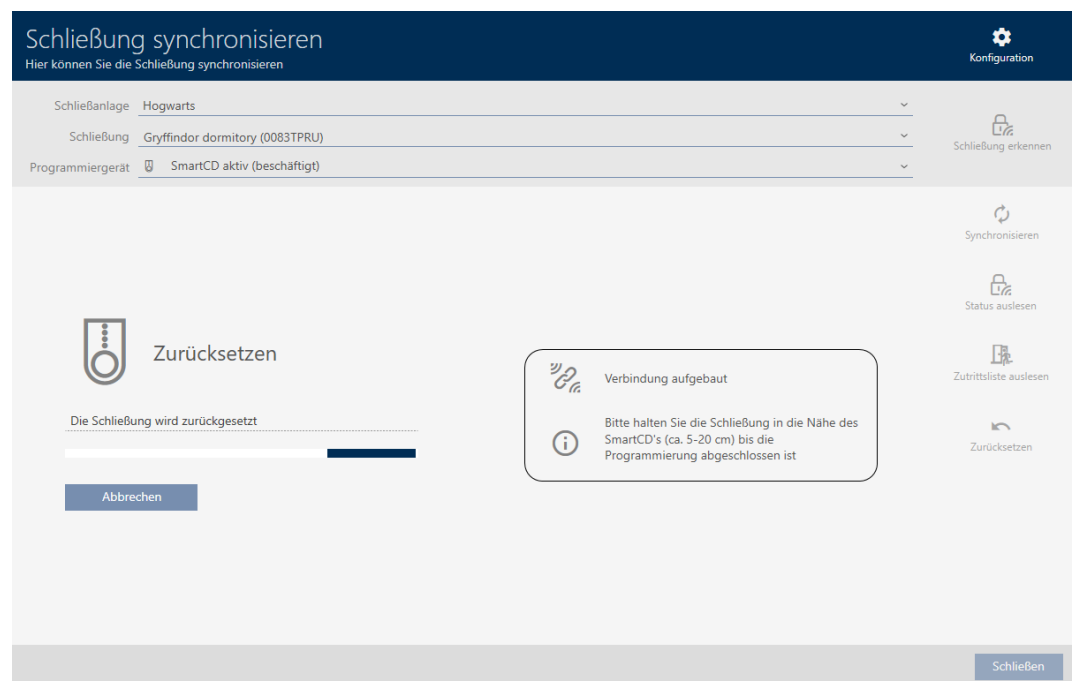 Schließung synchronisieren
Hier können Sie die Schließung synchronisieren
Konfiguration
Schließanlage Hogwarts
Schließung Gryffindor dormitory (0083TPRU)
Programmiergerät SmartCD aktiv (beschäftigt)
Schließung erkennen
Synchronisieren
Status auslesen
Zutrittsliste auslesen
Zurücksetzen
Zurücksetzen
Die Schließung wird zurückgesetzt
Abbrechen
Verbindung aufgebaut
Bitte halten Sie die Schließung in die Nähe des
SmartCD's (ca. 5-20 cm) bis die
Programmierung abgeschlossen ist
Schließen